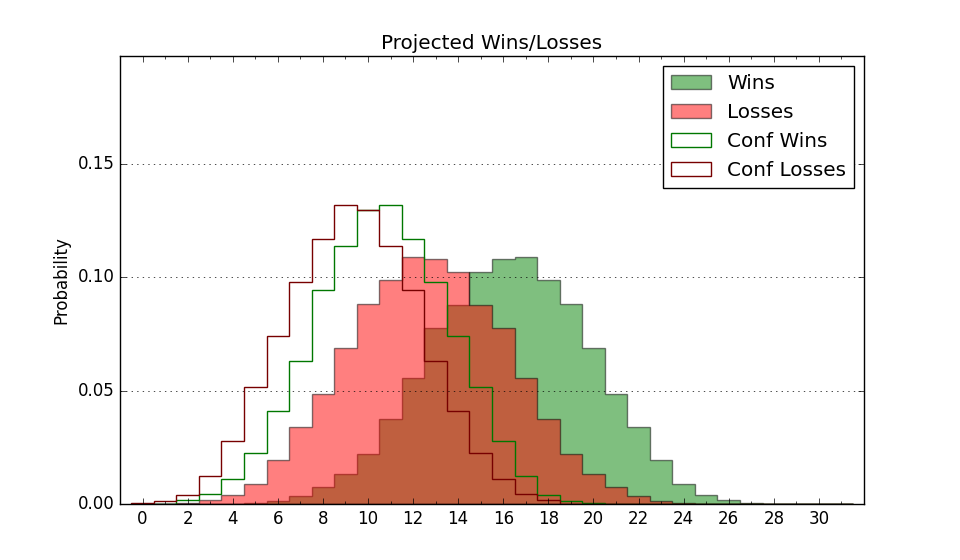 Projected Wins/Losses
Wins
Losses
Conf Wins
Conf Losses
Probability
0.15
0.10
0.05
0.00
0 2 4 6 8 10 12 14 16 18 20 22 24 26 28 30